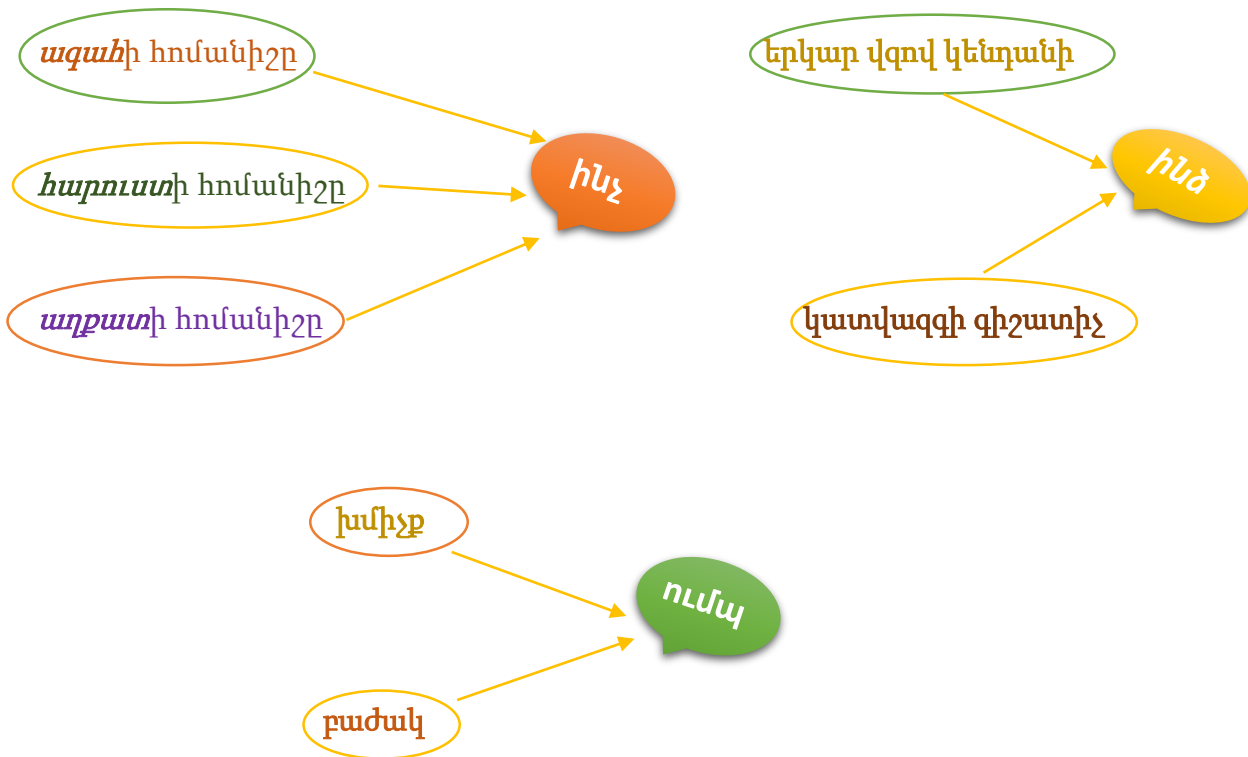 ագահի հոմանիշը
երկար վզով կենդանի
ինչ
ինձ
հարուստի հոմանիշը
աղքատի հոմանիշը
կատվազգի գիշատիչ
խմիչք
ումպ
բաժակ